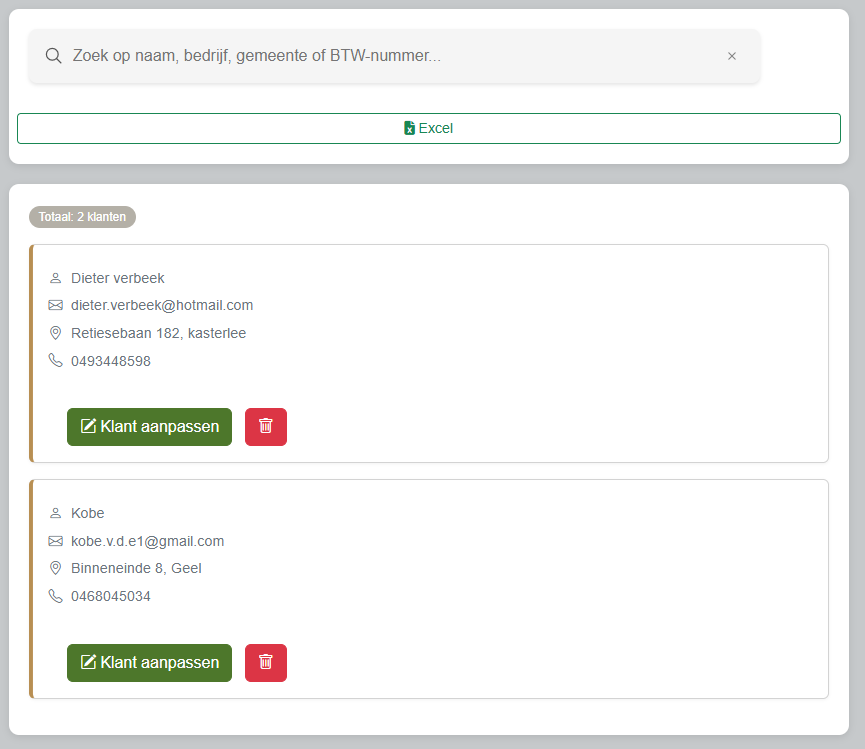 Zoek op naam, bedrijf, gemeente of BTW-nummer...
Excel
Totaal: 2 klanten
Dieter verbeek
dieter.verbeek@hotmail.com
Retiesebaan 182, kasterlee
0493448598
Klant aanpassen
Kobe
kobe.v.d.e1@gmail.com
Binneneinde 8, Geel
0468045034
Klant aanpassen